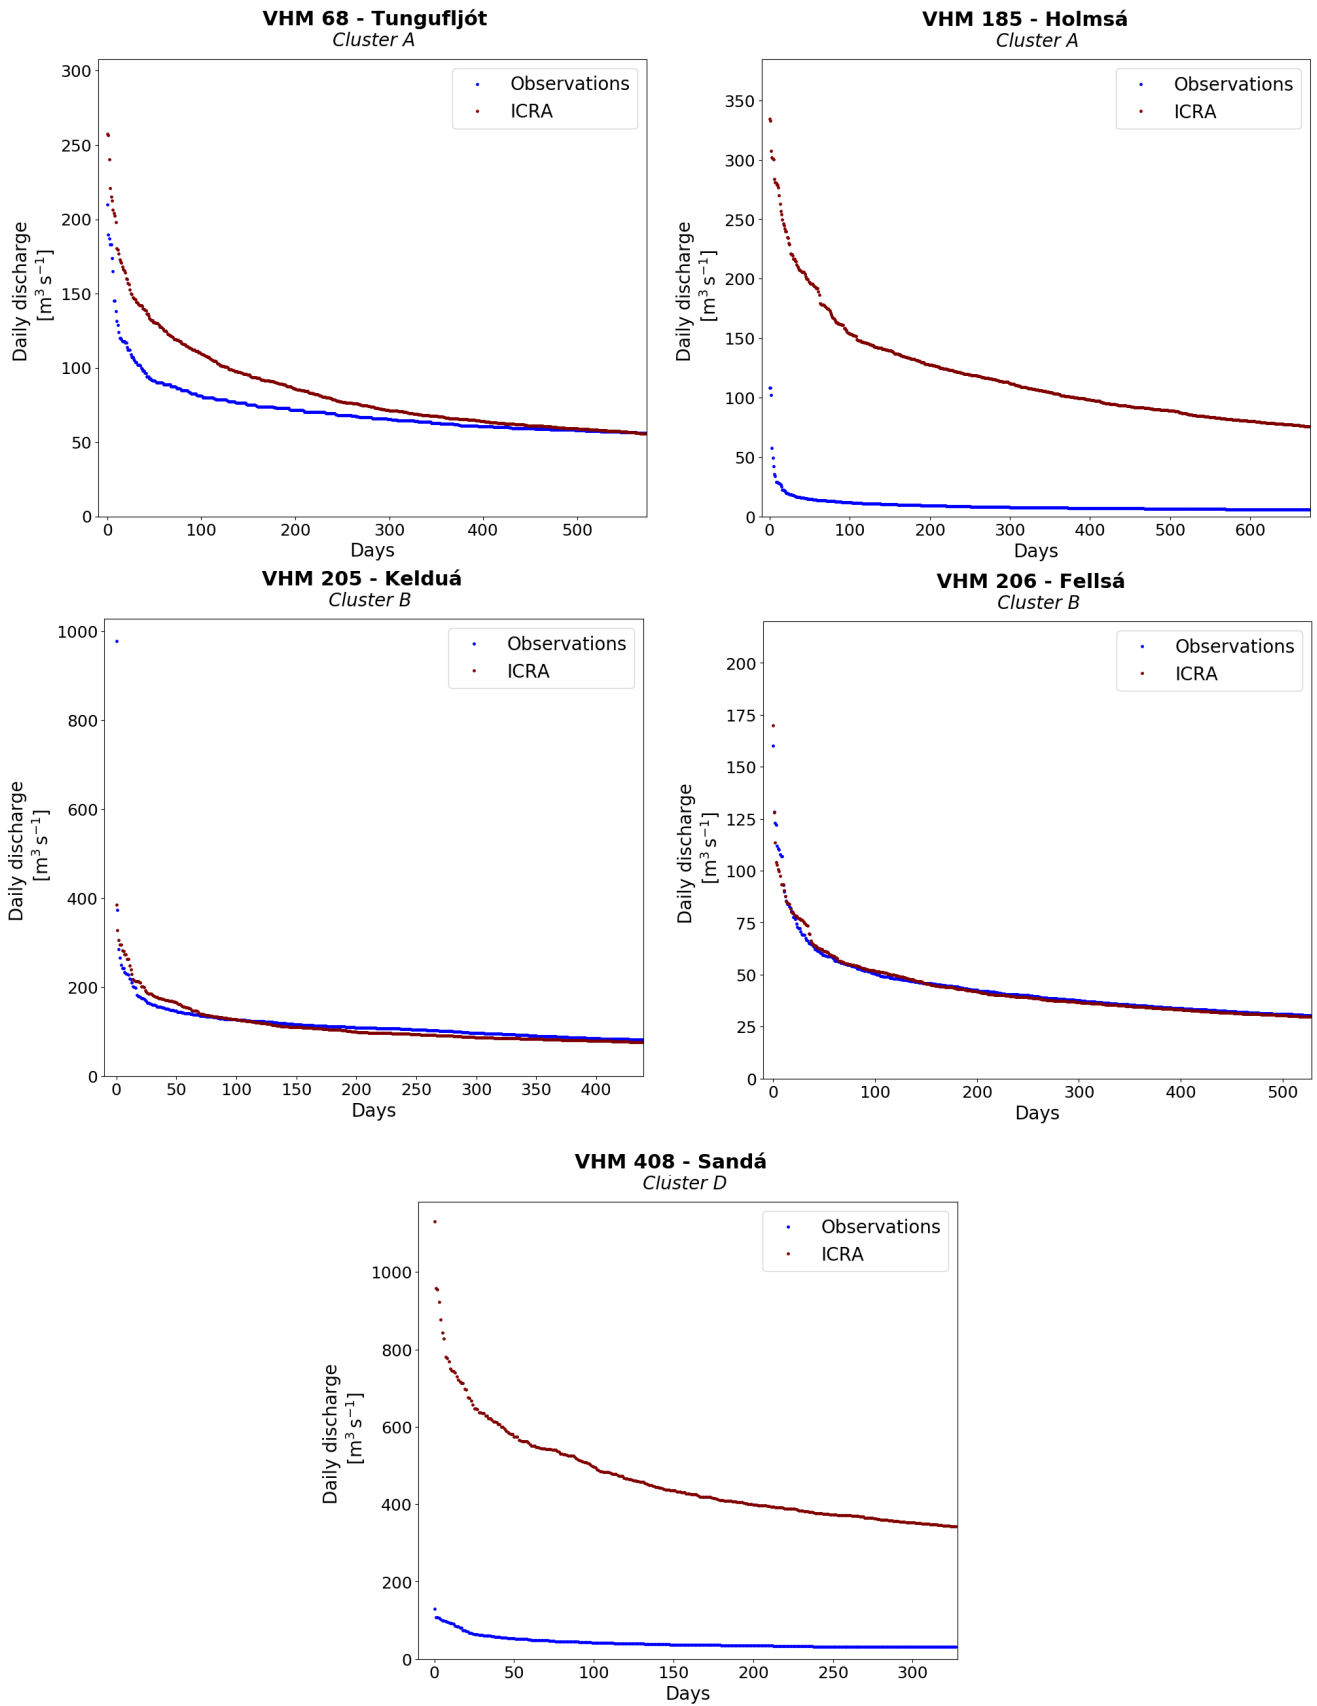 VHM 68 - Tungufljót
Cluster A
Observations
ICRA
300
250
200
150
100
50
0
Daily discharge
[m³ s⁻¹]
0 100 200 300 400 500
Days
VHM 185 - Holmsá
Cluster A
Observations
ICRA
350
300
250
200
150
100
50
0
Daily discharge
[m³ s⁻¹]
0 100 200 300 400 500 600
Days
VHM 205 - Kelduá
Cluster B
Observations
ICRA
1000
800
600
400
200
0
Daily discharge
[m³ s⁻¹]
0 50 100 150 200 250 300 350 400
Days
VHM 206 - Fellsá
Cluster B
Observations
ICRA
200
175
150
125
100
75
50
25
0
Daily discharge
[m³ s⁻¹]
0 100 200 300 400 500
Days
VHM 408 - Sandá
Cluster D
Observations
ICRA
1000
800
600
400
200
0
Daily discharge
[m³ s⁻¹]
0 50 100 150 200 250 300
Days